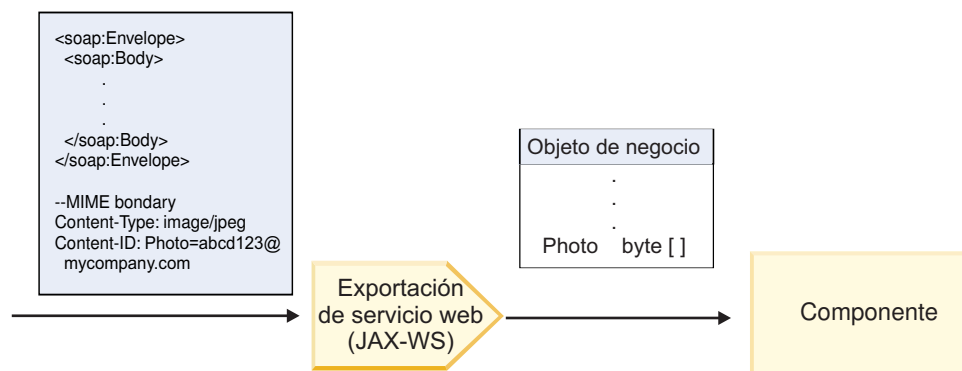 <soap:Envelope>
<soap:Body>
.
.
.
</soap:Body>
</soap:Envelope>
--MIME bondary
Content-Type: image/jpeg
Content-ID: Photo=abcd123@
mycompany.com
Objeto de negocio
.
.
.
Photo byte [ ]
Exportación
de servicio web
(JAX-WS)
Componente